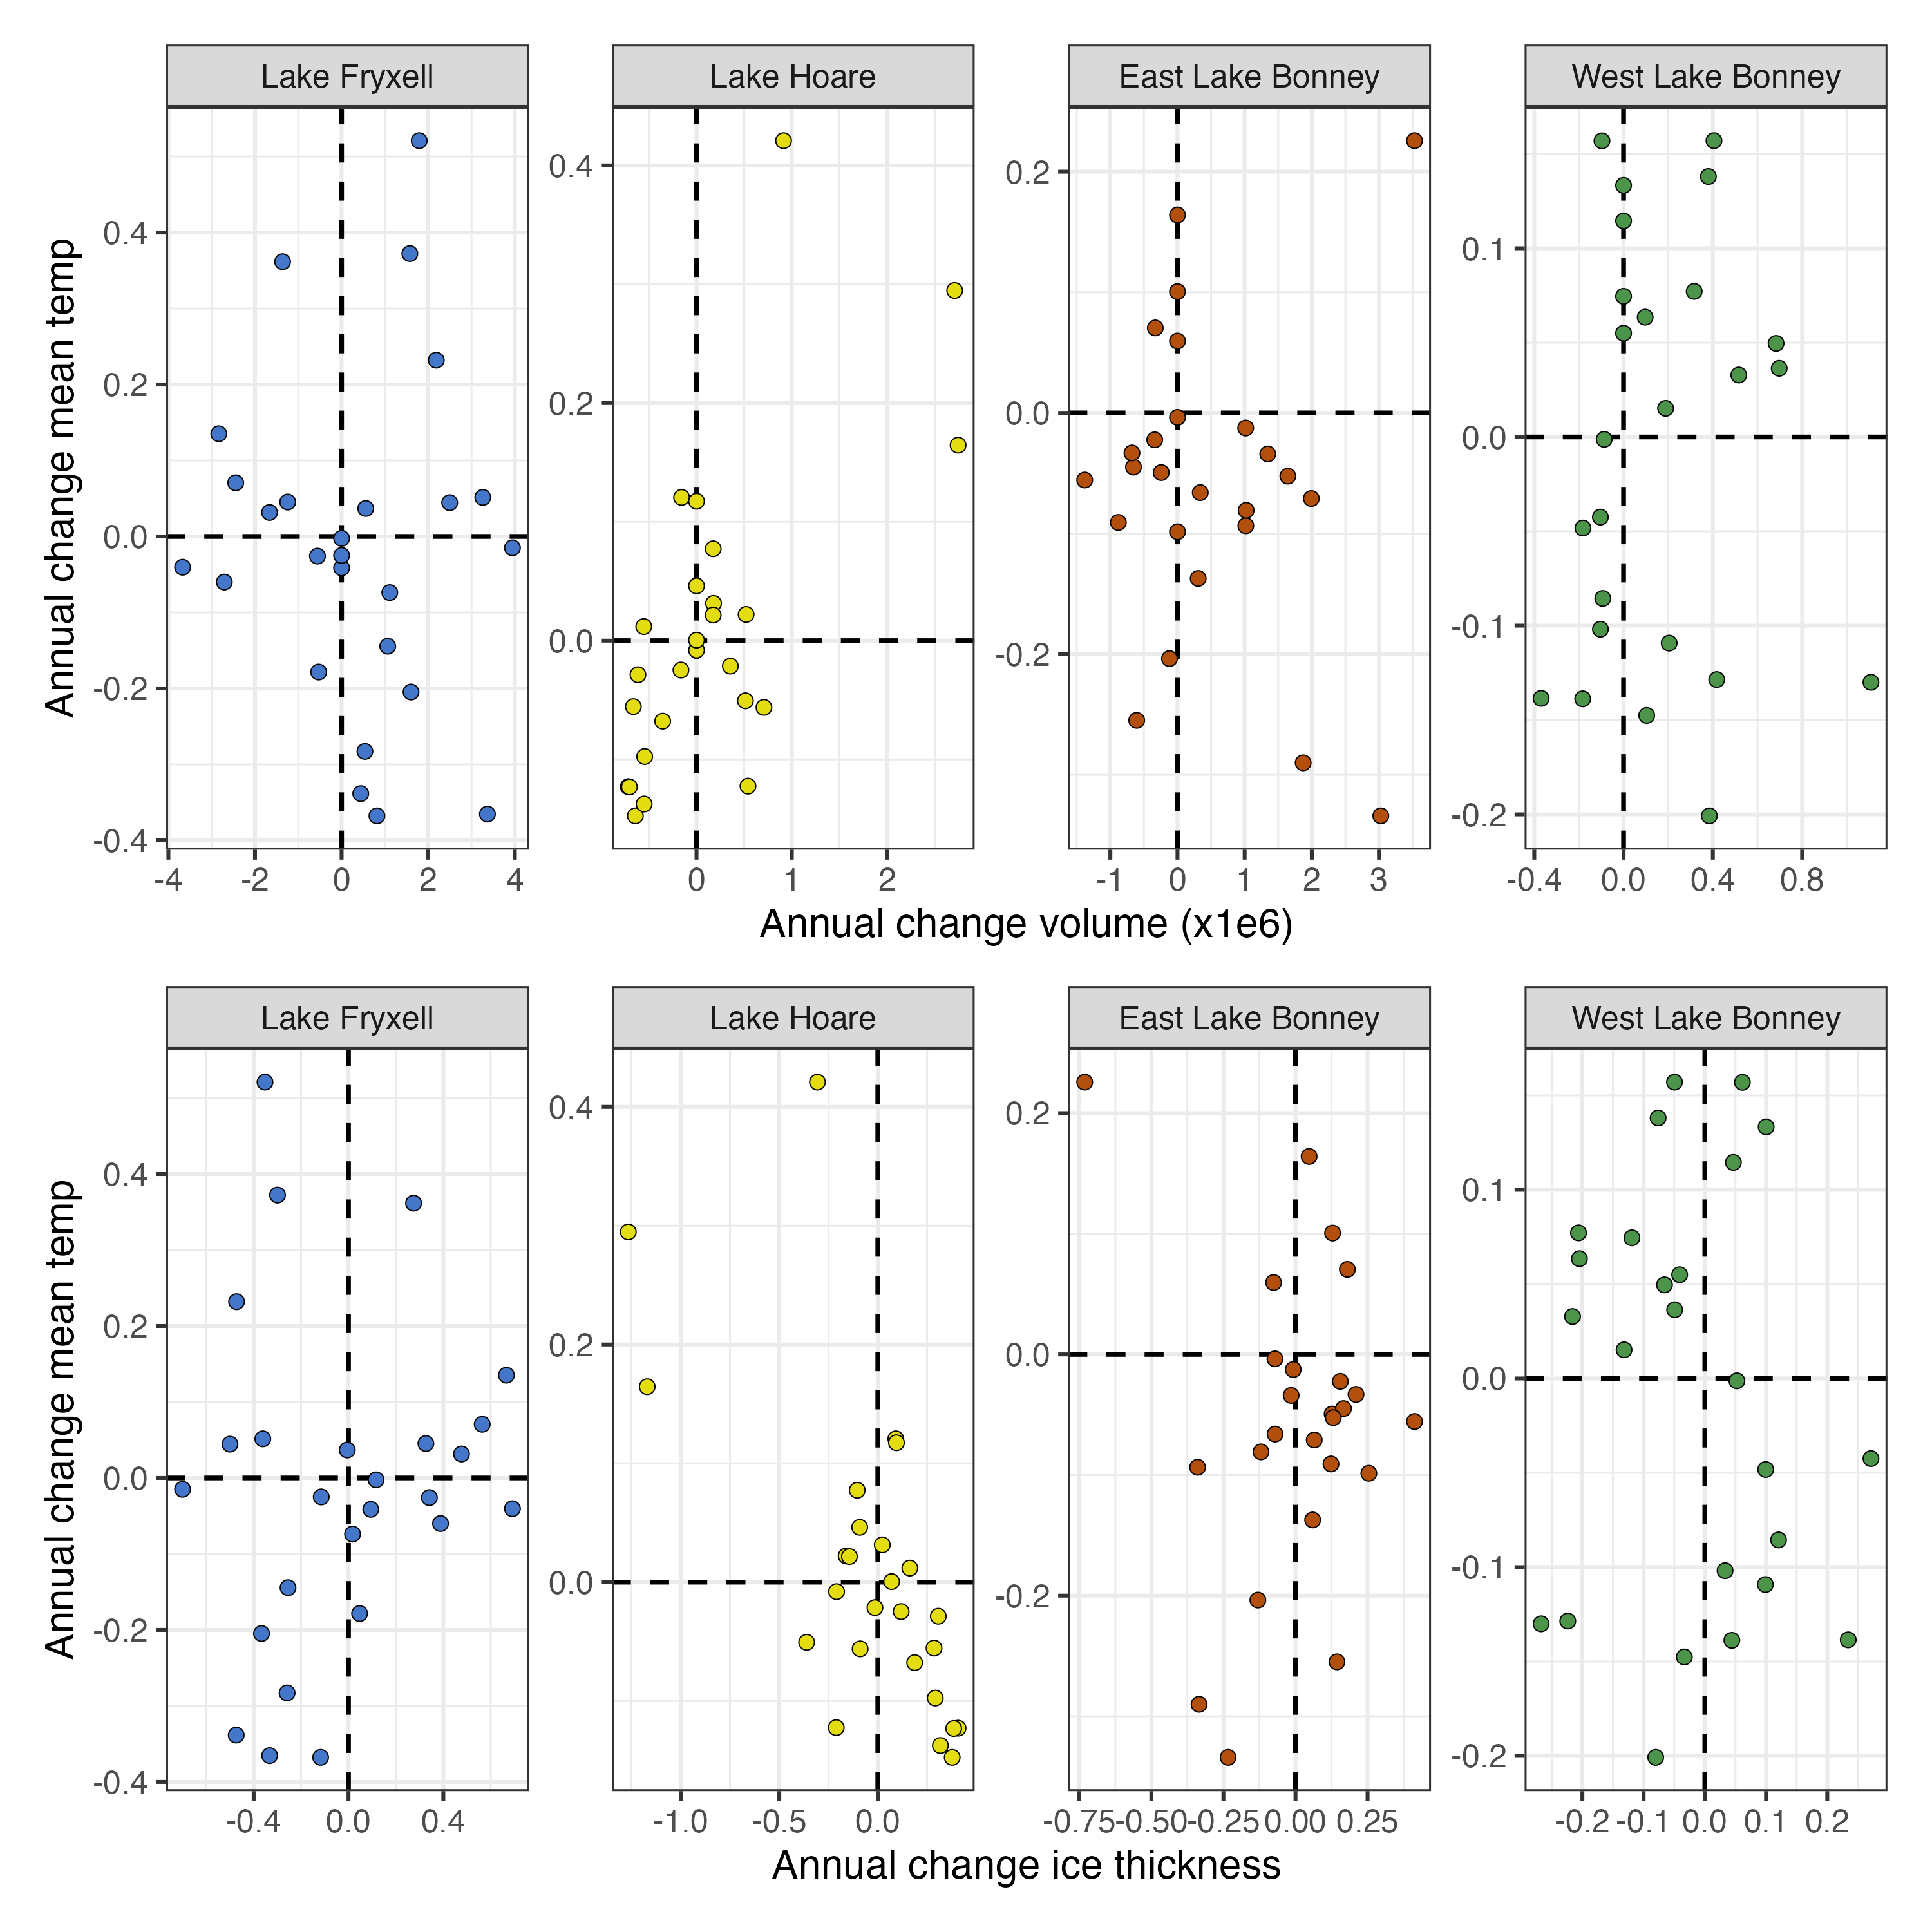 Lake Fryxell Lake Hoare East Lake Bonney West Lake Bonney
Annual change mean temp
0.4 0.2 0.0 -0.2 -0.4
0.4 0.2 0.0
0.2 0.0 -0.2
0.1 0.0 -0.1 -0.2
-4 -2 0 2 4 0 1 2 -1 0 1 2 3 -0.4 0.0 0.4 0.8
Annual change volume (x1e6)
Lake Fryxell Lake Hoare East Lake Bonney West Lake Bonney
Annual change mean temp
0.4 0.2 0.0 -0.2 -0.4
0.4 0.2 0.0
0.2 0.0 -0.2
0.1 0.0 -0.1 -0.2
-0.4 0.0 0.4 -1.0 -0.5 0.0 -0.75 -0.50 -0.25 0.00 0.25 -0.2 -0.1 0.0 0.1 0.2
Annual change ice thickness